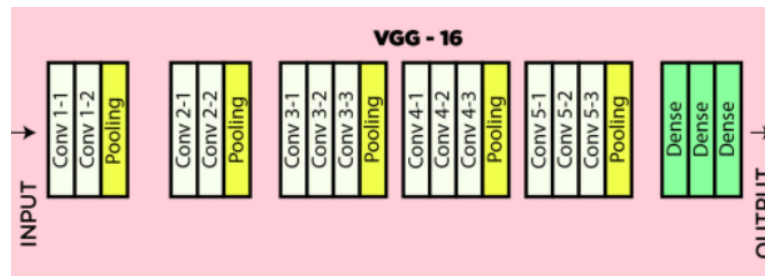 VGG - 16
INPUT
Conv 1-1
Conv 1-2
Pooling
Conv 2-1
Conv 2-2
Pooling
Conv 3-1
Conv 3-2
Conv 3-3
Pooling
Conv 4-1
Conv 4-2
Conv 4-3
Pooling
Conv 5-1
Conv 5-2
Conv 5-3
Pooling
Dense
Dense
Dense
OUTPUT